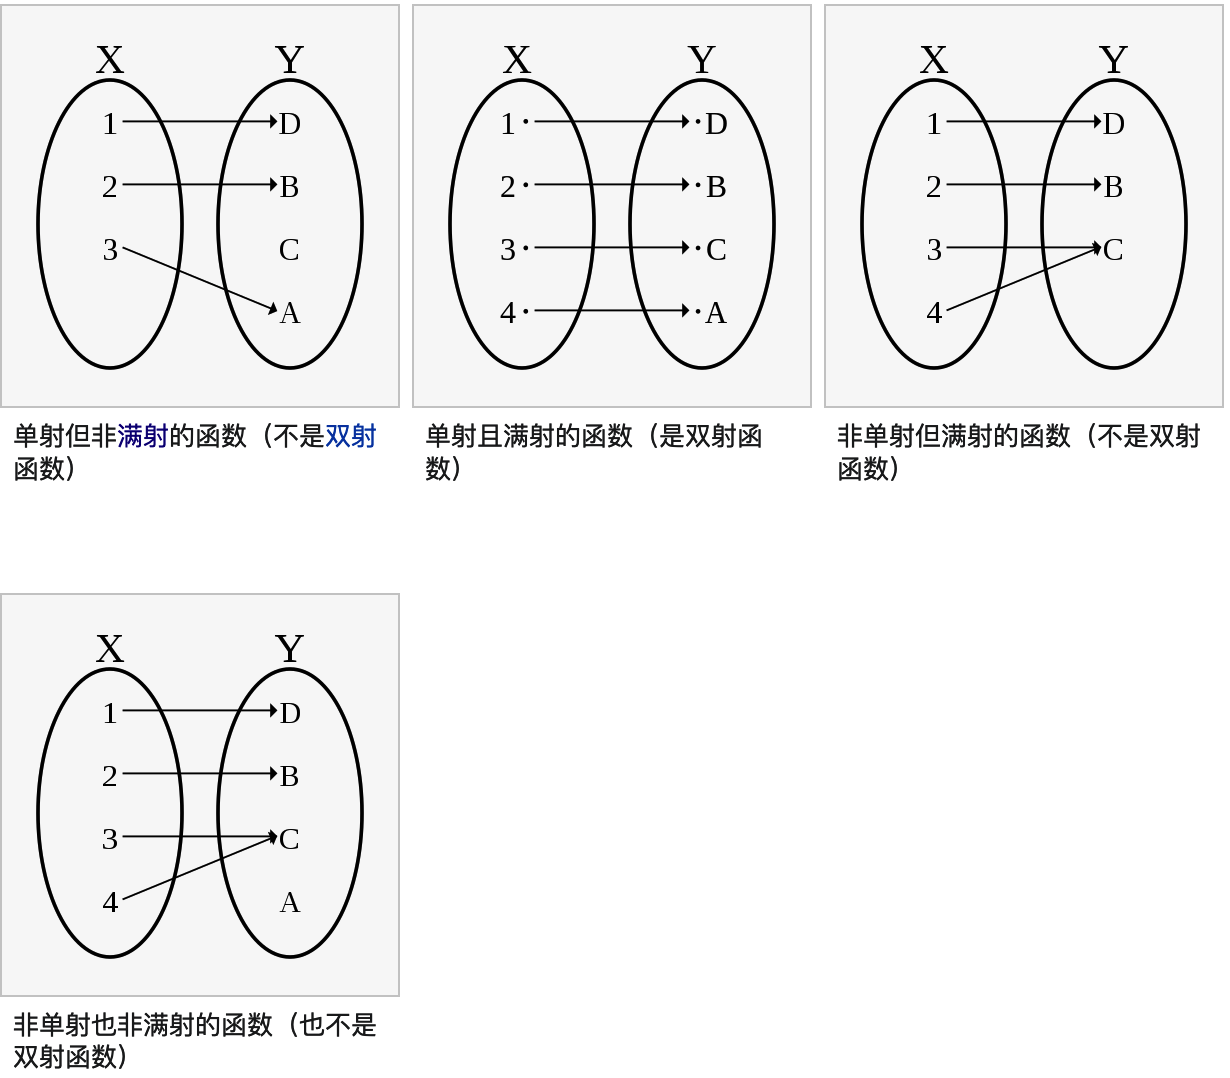 X Y
1 D
2 B
3 C
A
单射但非满射的函数（不是双射
函数）
X Y
1· ·D
2· ·B
3· ·C
4· ·A
单射且满射的函数（是双射函
数）
X Y
1 D
2 B
3 C
4
非单射但满射的函数（不是双射
函数）
X Y
1 D
2 B
3 C
4 A
非单射也非满射的函数（也不是
双射函数）